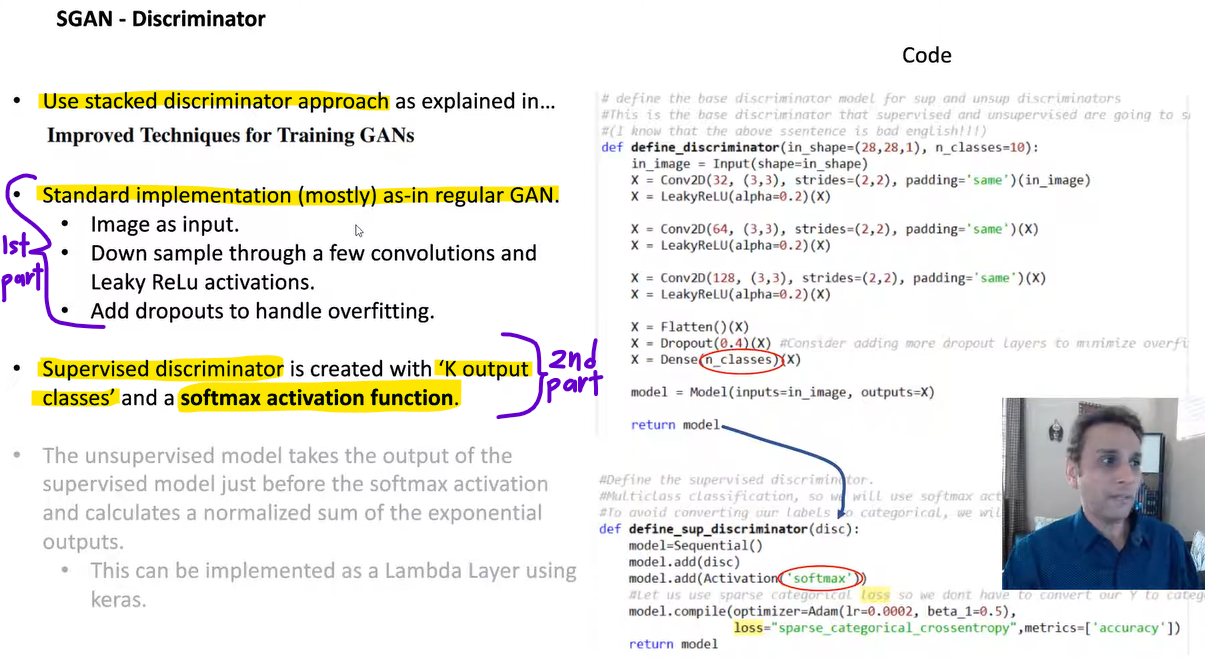 SGAN - Discriminator
Code
• Use stacked discriminator approach as explained in…
Improved Techniques for Training GANs
• Standard implementation (mostly) as-in regular GAN.
• Image as input.
• Down sample through a few convolutions and
Leaky ReLu activations.
• Add dropouts to handle overfitting.
1st
part
• Supervised discriminator is created with ‘K output
classes’ and a softmax activation function.
2nd
part
• The unsupervised model takes the output of the
supervised model just before the softmax activation
and calculates a normalized sum of the exponential
outputs.
• This can be implemented as a Lambda Layer using
keras.
# define the base discriminator model for sup and unsup discriminators
#This is the base discriminator that supervised and unsupervised are going to
#(I know that the above ssentence is bad english!!!)
def define_discriminator(in_shape=(28,28,1), n_classes=10):
in_image = Input(shape=in_shape)
X = Conv2D(32, (3,3), strides=(2,2), padding='same')(in_image)
X = LeakyReLU(alpha=0.2)(X)
X = Conv2D(64, (3,3), strides=(2,2), padding='same')(X)
X = LeakyReLU(alpha=0.2)(X)
X = Conv2D(128, (3,3), strides=(2,2), padding='same')(X)
X = LeakyReLU(alpha=0.2)(X)
X = Flatten()(X)
X = Dropout(0.4)(X) #Consider adding more dropout layers to minimize overfi
X = Dense(n_classes)(X)
model = Model(inputs=in_image, outputs=X)
return model
#Define the supervised discriminator.
#Multiclass classification, so we will use softmax act
#To avoid converting our labels to categorical, we wil
def define_sup_discriminator(disc):
model=Sequential()
model.add(disc)
model.add(Activation('softmax'))
#Let us use sparse categorical loss so we dont have to convert our Y to categ
model.compile(optimizer=Adam(lr=0.0002, beta_1=0.5),
loss="sparse_categorical_crossentropy",metrics=['accuracy'])
return model